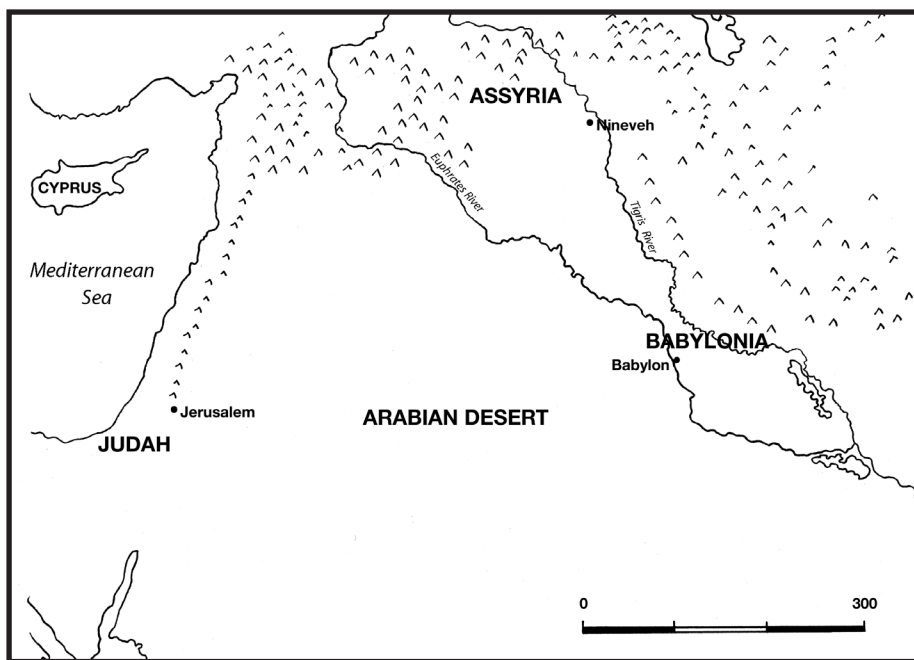 ASSYRIA
Nineveh
Euphrates River
CYPRUS
Tigris River
Mediterranean
Sea
BABYLONIA
Babylon
Jerusalem
ARABIAN DESERT
JUDAH
0 300